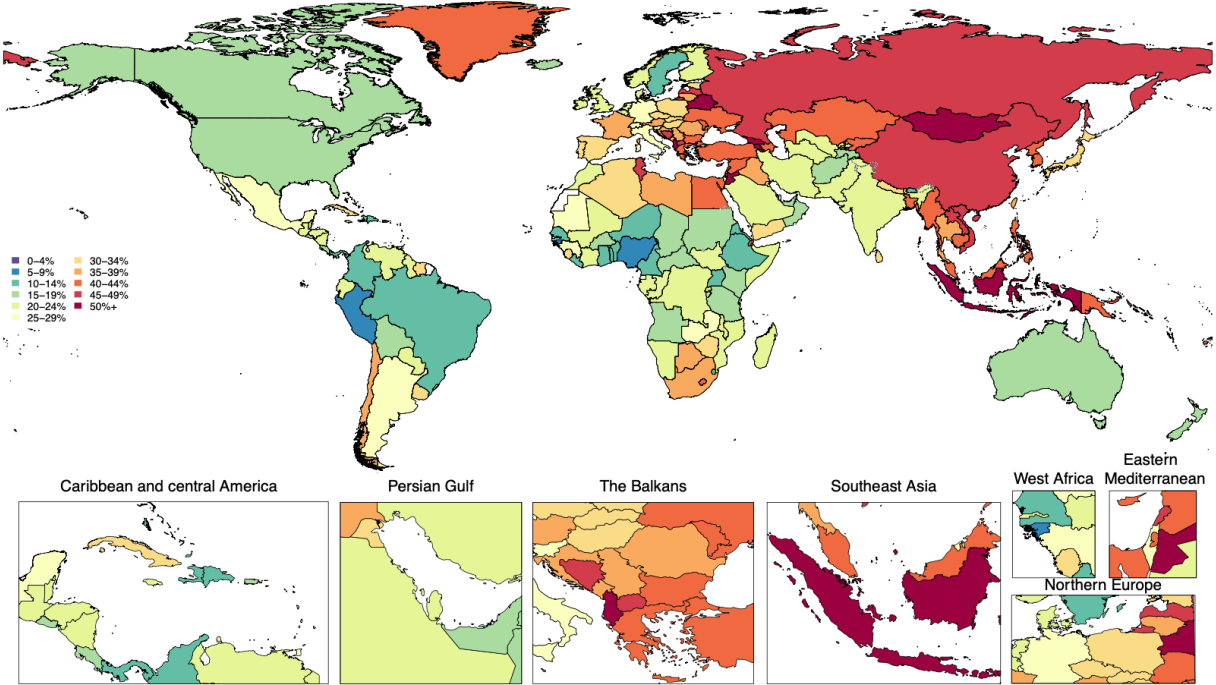 0–4%
5–9%
10–14%
15–19%
20–24%
25–29%
30–34%
35–39%
40–44%
45–49%
50%+
Caribbean and central America
Persian Gulf
The Balkans
Southeast Asia
West Africa
Eastern
Mediterranean
Northern Europe